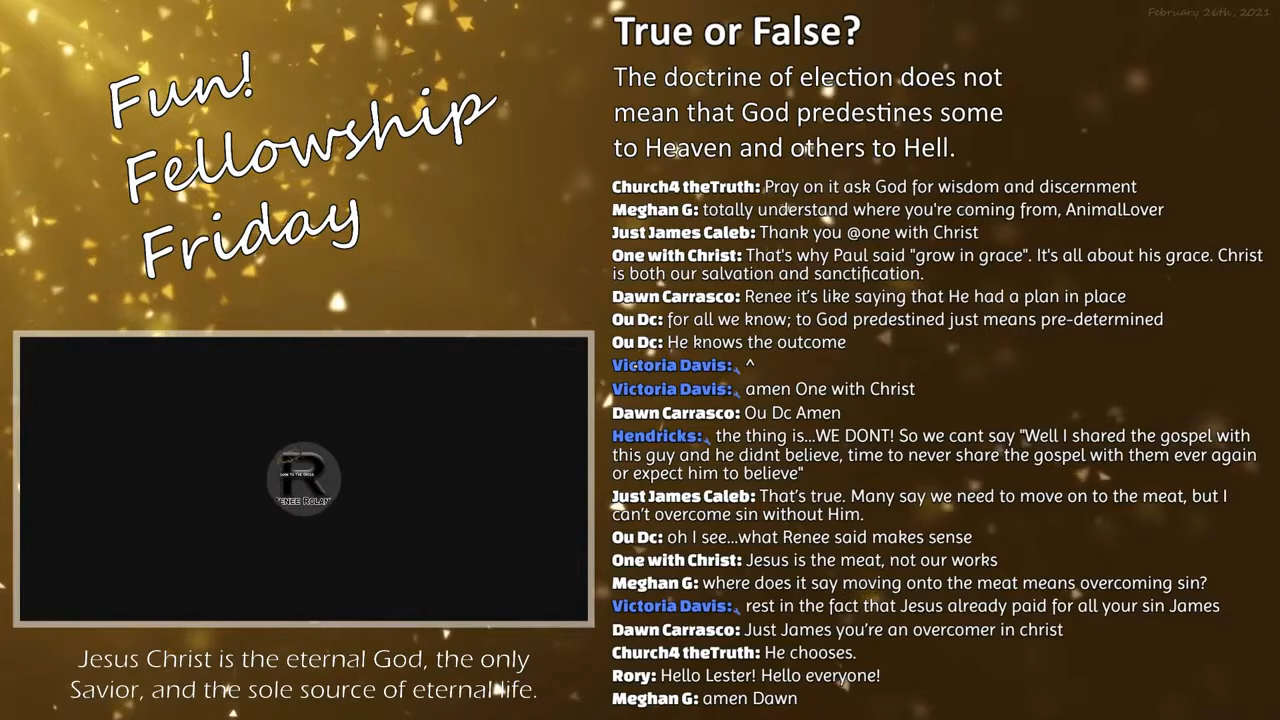 February 26th, 2021
Fun!
Fellowship
Friday
True or False?
The doctrine of election does not
mean that God predestines some
to Heaven and others to Hell.
Church4 theTruth: Pray on it ask God for wisdom and discernment
Meghan G: totally understand where you're coming from, AnimalLover
Just James Caleb: Thank you @one with Christ
One with Christ: That's why Paul said "grow in grace". It's all about his grace. Christ
is both our salvation and sanctification.
Dawn Carrasco: Renee it's like saying that He had a plan in place
Ou Dc: for all we know; to God predestined just means pre-determined
Ou Dc: He knows the outcome
Victoria Davis: ^
Victoria Davis: amen One with Christ
Dawn Carrasco: Ou Dc Amen
Hendricks: the thing is...WE DONT! So we cant say "Well I shared the gospel with
this guy and he didnt believe, time to never share the gospel with them ever again
or expect him to believe"
Just James Caleb: That's true. Many say we need to move on to the meat, but I
can't overcome sin without Him.
Ou Dc: oh I see...what Renee said makes sense
One with Christ: Jesus is the meat, not our works
Meghan G: where does it say moving onto the meat means overcoming sin?
Victoria Davis: rest in the fact that Jesus already paid for all your sin James
Dawn Carrasco: Just James you're an overcomer in christ
Church4 theTruth: He chooses.
Rory: Hello Lester! Hello everyone!
Meghan G: amen Dawn
R
LOOK TO THE CROSS
RENEE ROLAN
Jesus Christ is the eternal God, the only
Savior, and the sole source of eternal life.